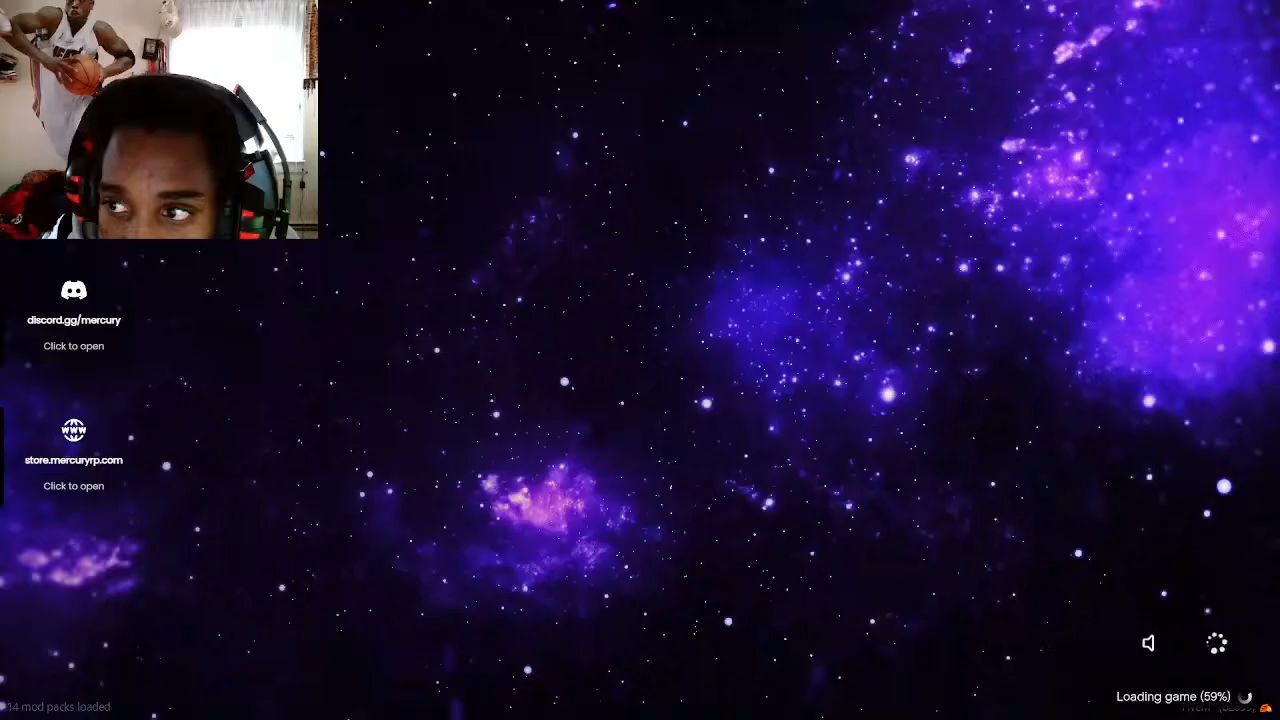 discord.gg/mercury
Click to open
www
store.mercuryrp.com
Click to open
Loading game (59%)
14 mod packs loaded